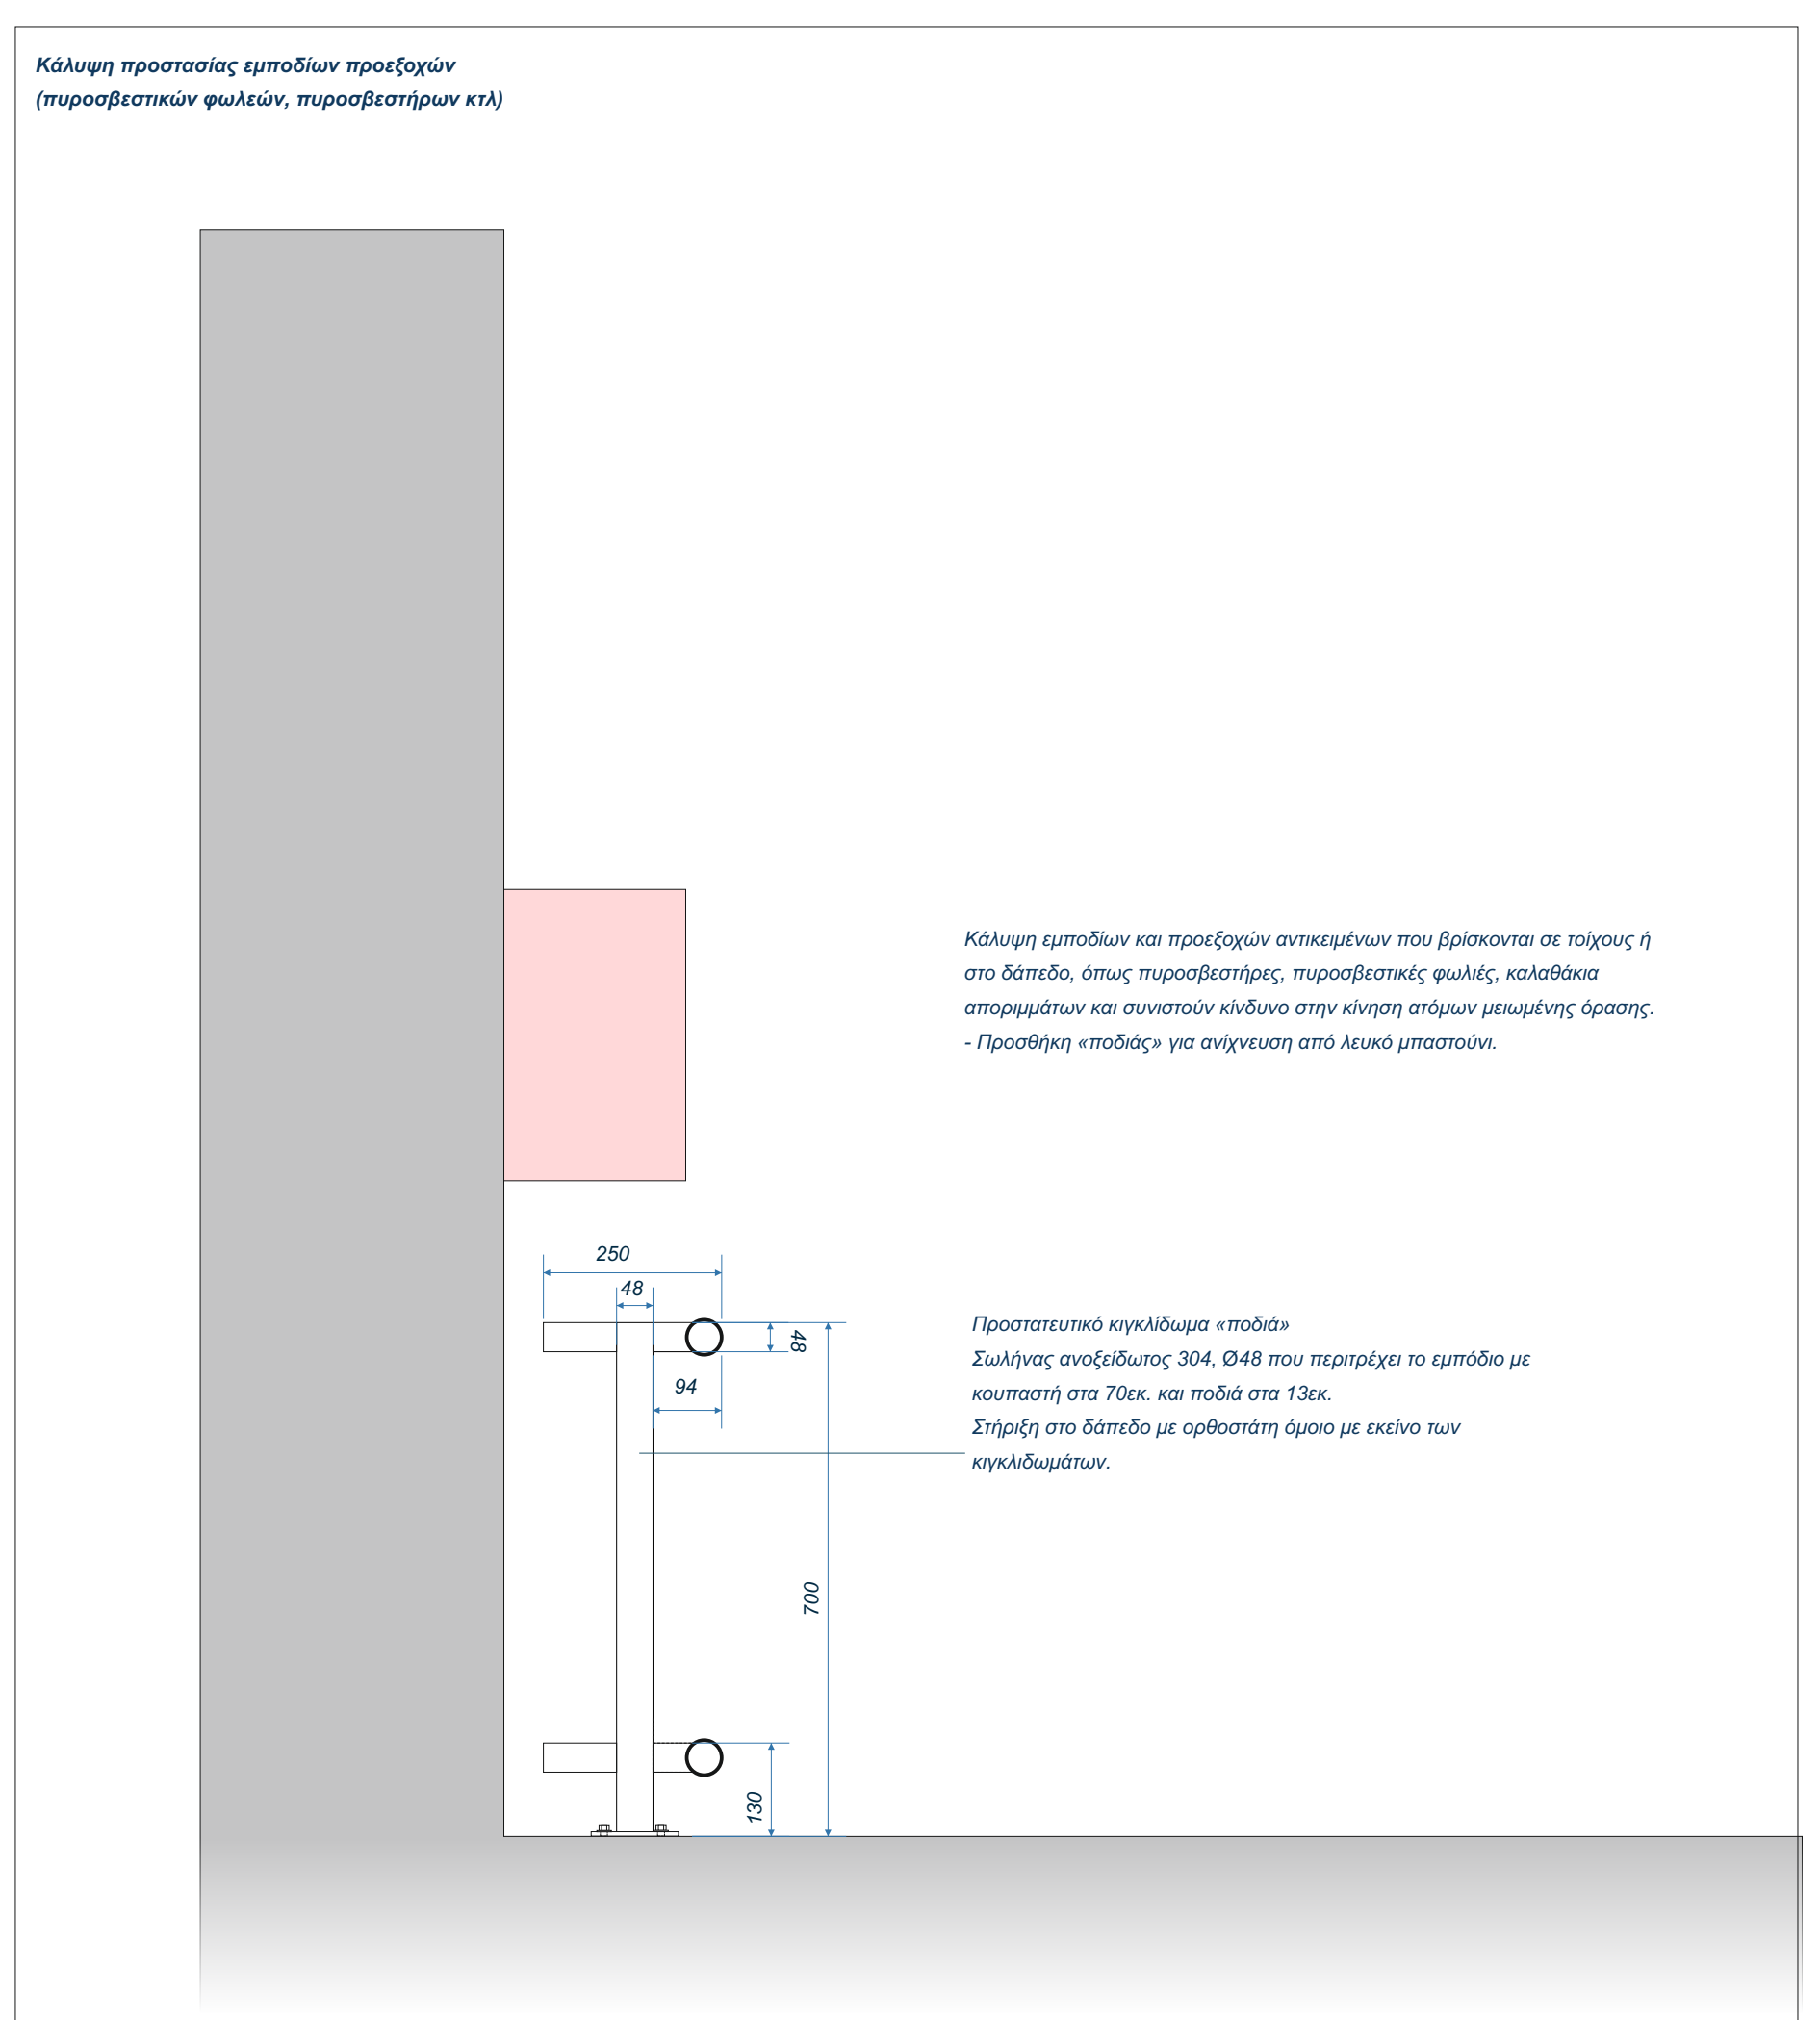 Κάλυψη προστασίας εμποδίων προεξοχών
(πυροσβεστικών φωλεών, πυροσβεστήρων κτλ)
Κάλυψη εμποδίων και προεξοχών αντικειμένων που βρίσκονται σε τοίχους ή
στο δάπεδο, όπως πυροσβεστήρες, πυροσβεστικές φωλιές, καλαθάκια
απορριμμάτων και συνιστούν κίνδυνο στην κίνηση ατόμων μειωμένης όρασης.
- Προσθήκη «ποδιάς» για ανίχνευση από λευκό μπαστούνι.
250
48
48
94
Προστατευτικό κιγκλίδωμα «ποδιά»
Σωλήνας ανοξείδωτος 304, Ø48 που περιτρέχει το εμπόδιο με
κουπαστή στα 70εκ. και ποδιά στα 13εκ.
Στήριξη στο δάπεδο με ορθοστάτη όμοιο με εκείνο των
κιγκλιδωμάτων.
700
130